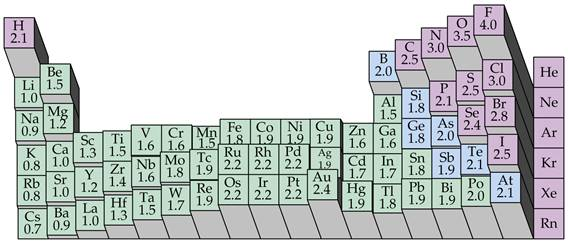 H
2.1
Li
1.0
Be
1.5
B
2.0
C
2.5
N
3.0
O
3.5
F
4.0
He
Na
0.9
Mg
1.2
Al
1.5
Si
1.8
P
2.1
S
2.5
Cl
3.0
Ne
K
0.8
Ca
1.0
Sc
1.3
Ti
1.5
V
1.6
Cr
1.6
Mn
1.5
Fe
1.8
Co
1.9
Ni
1.9
Cu
1.9
Zn
1.6
Ga
1.6
Ge
1.8
As
2.0
Se
2.4
Br
2.8
Ar
Rb
0.8
Sr
1.0
Y
1.2
Zr
1.4
Nb
1.6
Mo
1.8
Tc
1.9
Ru
2.2
Rh
2.2
Pd
2.2
Ag
1.9
Cd
1.7
In
1.7
Sn
1.8
Sb
1.9
Te
2.1
I
2.5
Kr
Cs
0.7
Ba
0.9
La
1.0
Hf
1.3
Ta
1.5
W
1.7
Re
1.9
Os
2.2
Ir
2.2
Pt
2.2
Au
2.4
Hg
1.9
Tl
1.8
Pb
1.9
Bi
1.9
Po
2.0
At
2.1
Xe
Rn